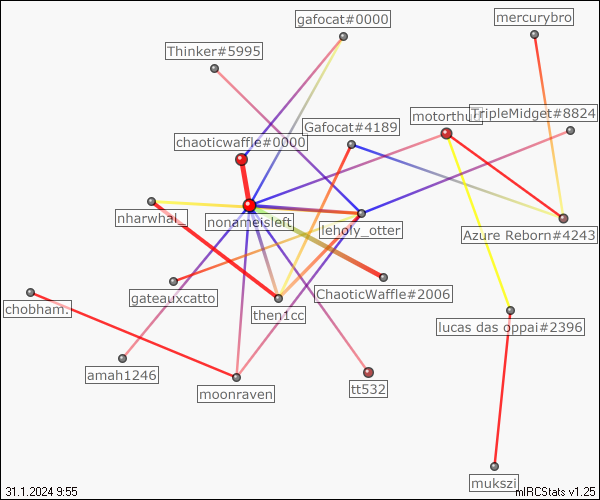 gafocat#0000
mercurybro
Thinker#5995
TripleMidget#8824
motorthur
Gafocat#4189
chaoticwaffle#0000
nharwhal_
nonameisleft
leholy_otter
Azure Reborn#4243
gateauxcatto
ChaoticWaffle#2006
chobham.
then1cc
lucas das oppai#2396
amah1246
moonraven
tt532
mukszi
31.1.2024 9:55
mIRCStats v1.25